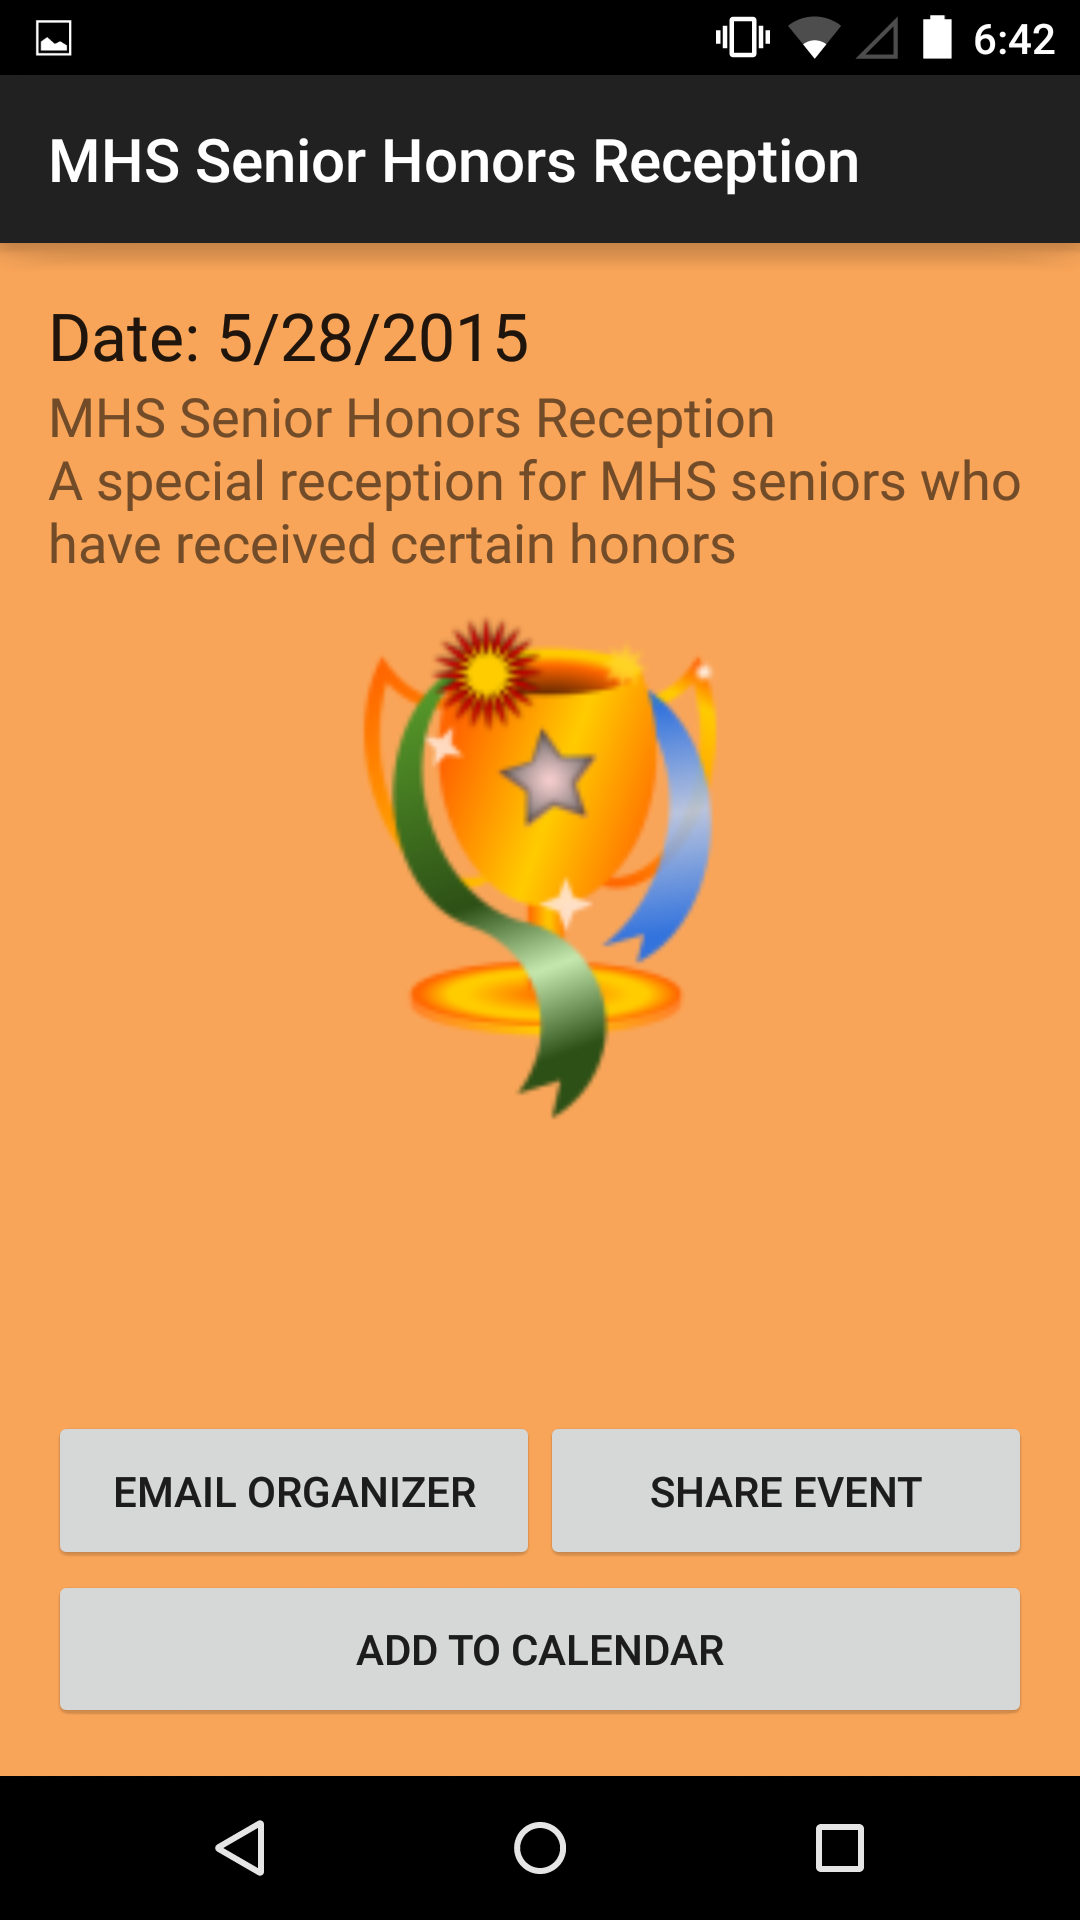 6:42
MHS Senior Honors Reception
Date: 5/28/2015
MHS Senior Honors Reception
A special reception for MHS seniors who
have received certain honors
EMAIL ORGANIZER
SHARE EVENT
ADD TO CALENDAR